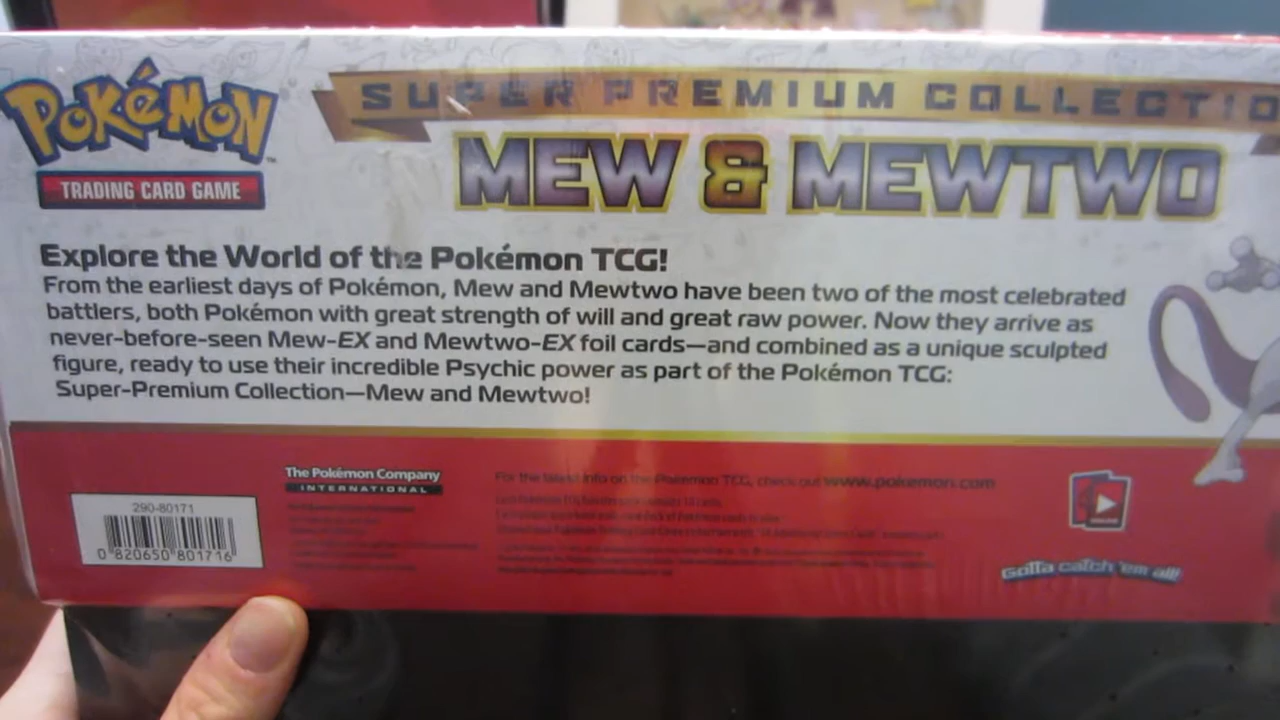 POKéMON
TRADING CARD GAME
SUPER PREMIUM COLLECTIO
MEW & MEWTWO
Explore the World of the Pokémon TCG!
From the earliest days of Pokémon, Mew and Mewtwo have been two of the most celebrated
battlers, both Pokémon with great strength of will and great raw power. Now they arrive as
never-before-seen Mew-EX and Mewtwo-EX foil cards—and combined as a unique sculpted
figure, ready to use their incredible Psychic power as part of the Pokémon TCG:
Super-Premium Collection—Mew and Mewtwo!
The Pokémon Company
INTERNATIONAL
For the latest info on the Pokémon TCG, check out www.pokemon.com
290-80171
0 820650 801716
Gotta catch 'em all!